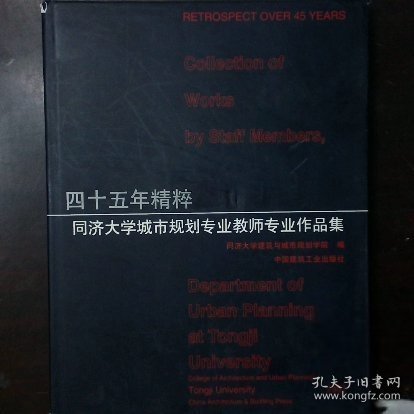 RETROSPECT OVER 45 YEARS
Collection of
Works
by Staff Members,
四十五年精粹
同济大学城市规划专业教师专业作品集
同济大学建筑与城市规划学院 编
中国建筑工业出版社
Department of
Urban Planning
at Tongji
University
College of Architecture and Urban Planning
Tongji University
China Architecture & Building Press
孔夫子旧书网
www.kongfz.com